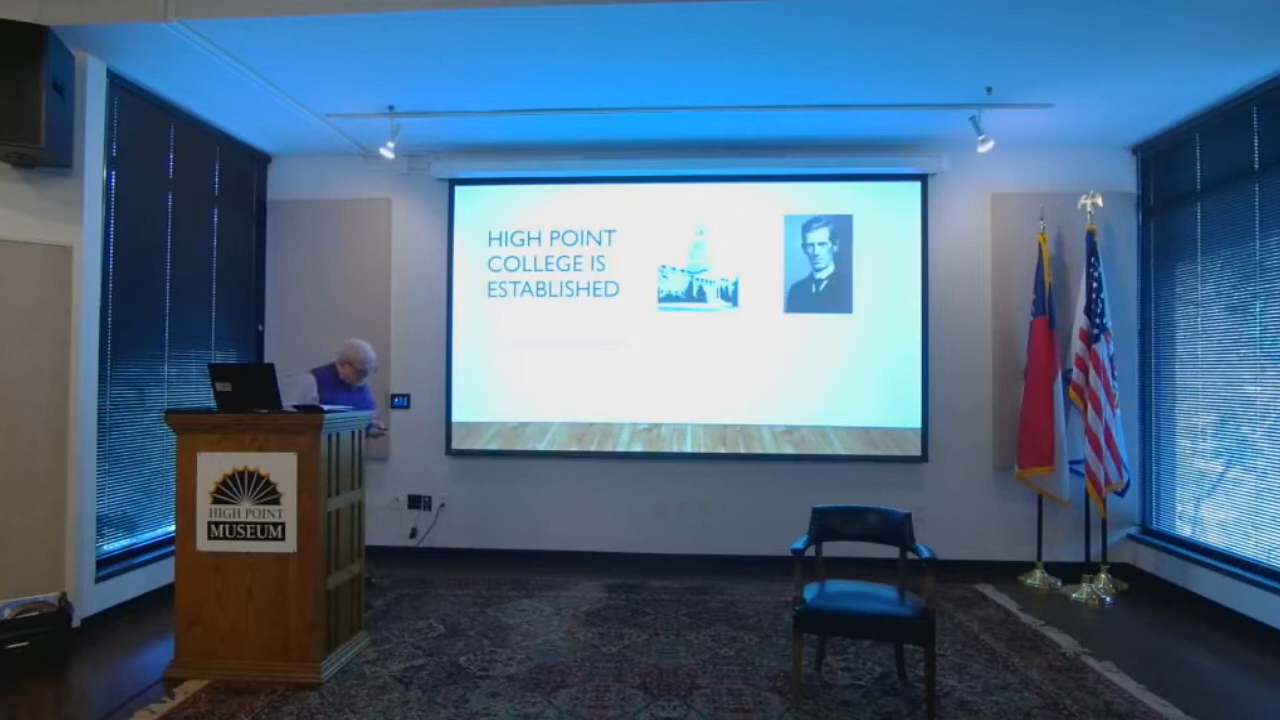 HIGH POINT
COLLEGE IS
ESTABLISHED
HIGH POINT
MUSEUM